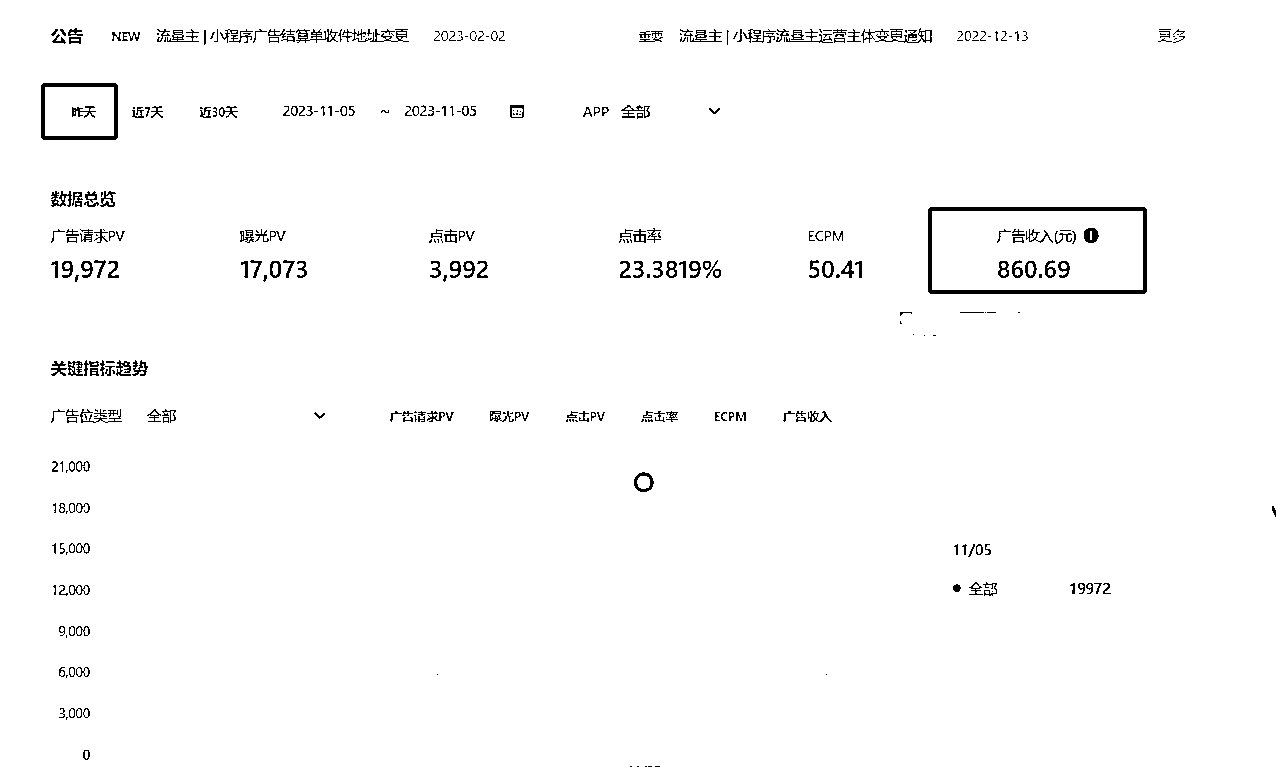 公告 NEW 流量主 | 小程序广告结算单收件地址变更 2023-02-02 重要 流量主 | 小程序流量主运营主体变更通知 2022-12-13 更多
昨天 近7天 近30天 2023-11-05 ~ 2023-11-05 APP 全部
数据总览
广告请求PV 曝光PV 点击PV 点击率 ECPM 广告收入(元)
19,972 17,073 3,992 23.3819% 50.41 860.69
关键指标趋势
广告位类型 全部 广告请求PV 曝光PV 点击PV 点击率 ECPM 广告收入
21,000
18,000
15,000
11/05
12,000
全部 19972
9,000
6,000
3,000
0